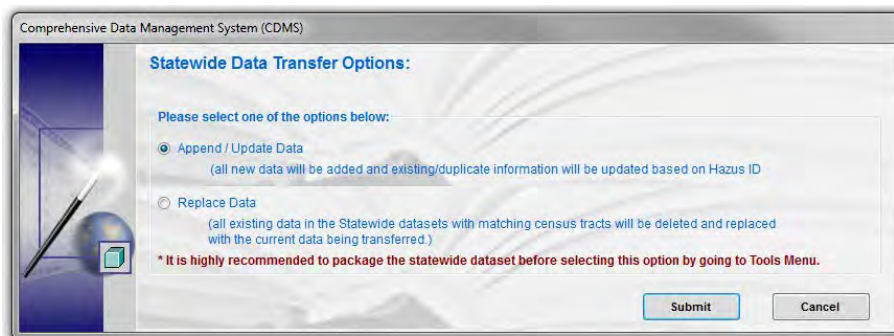 Comprehensive Data Management System (CDMS)
Statewide Data Transfer Options:
Please select one of the options below:
Append / Update Data
(all new data will be added and existing/duplicate information will be updated based on Hazus ID
Replace Data
(all existing data in the Statewide datasets with matching census tracts will be deleted and replaced
with the current data being transferred.)
* It is highly recommended to package the statewide dataset before selecting this option by going to Tools Menu.
Submit Cancel